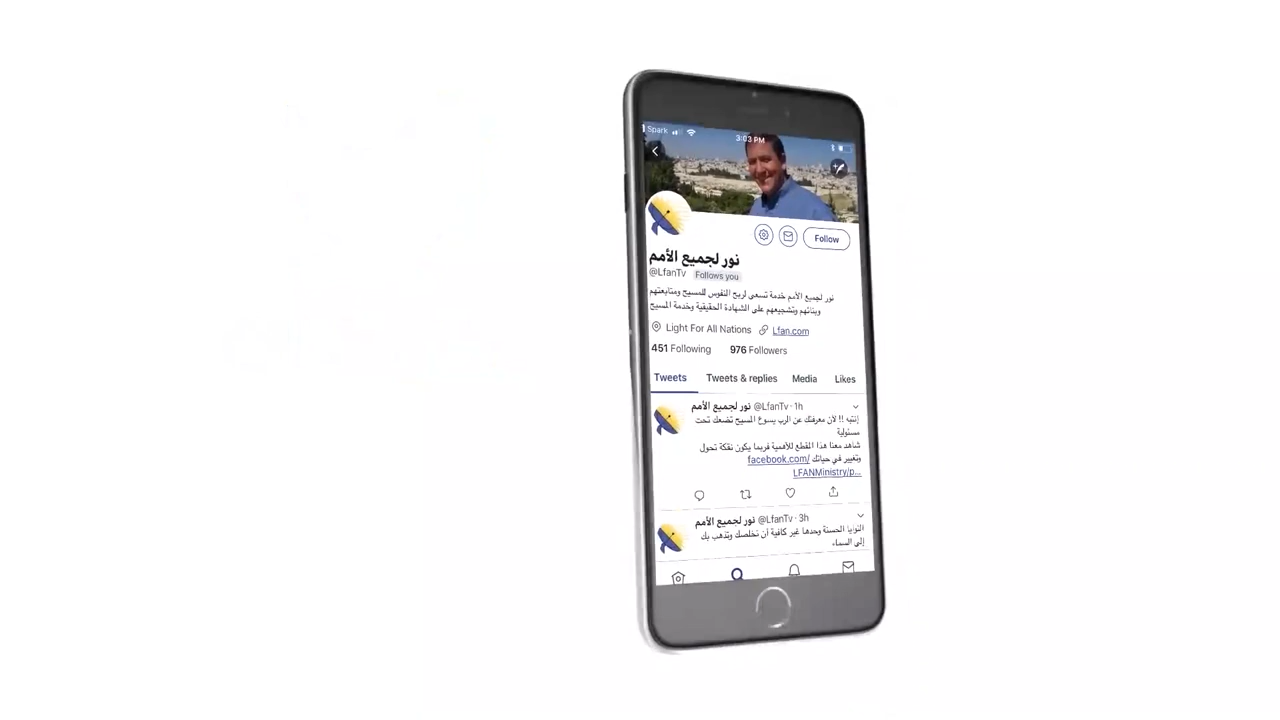 Spark
3:03 PM
Follow
نور لجميع الأمم
@LfanTv Follows you
نور لجميع الأمم خدمة تسعى لربح النفوس للمسيح ومتابعتهم
وبنائهم وتشجيعهم على الشهادة الحقيقية وخدمة المسيح
Light For All Nations Lfan.com
451 Following 976 Followers
Tweets Tweets & replies Media Likes
نور لجميع الأمم @LfanTv · 1h
إنتبه !! لأن معرفتك عن الرب يسوع المسيح تضعك تحت
مسئولية
شاهد معنا هذا المقطع للأهمية فربما يكون نقطة تحول
وتغيير في حياتك facebook.com/
LFANMinistry/p...
نور لجميع الأمم @LfanTv · 3h
النوايا الحسنة وحدها غير كافية أن تخلصك وتذهب بك
إلى السماء